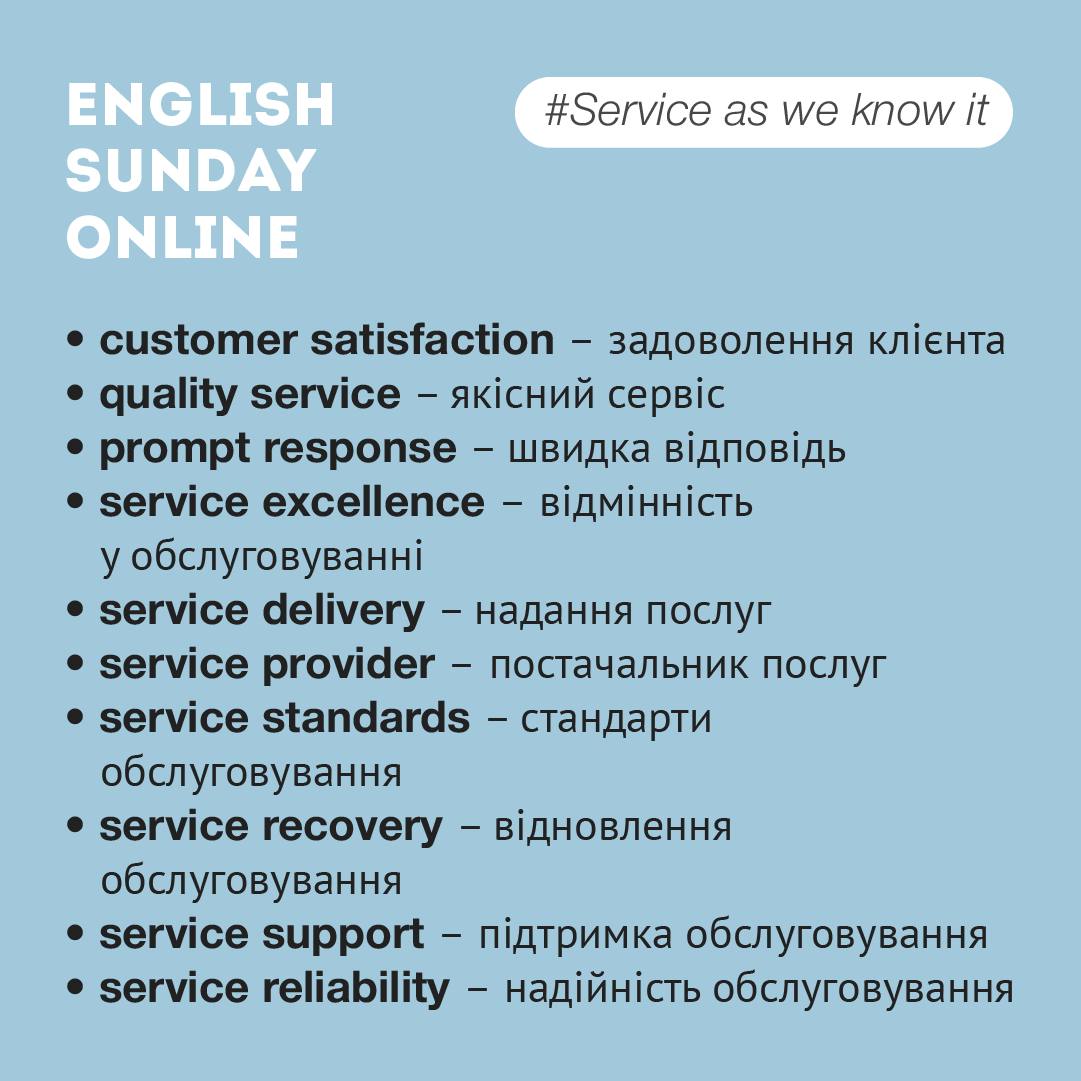 ENGLISH
SUNDAY
ONLINE
#Service as we know it
• customer satisfaction – задоволення клієнта
• quality service – якісний сервіс
• prompt response – швидка відповідь
• service excellence – відмінність
у обслуговуванні
• service delivery – надання послуг
• service provider – постачальник послуг
• service standards – стандарти
обслуговування
• service recovery – відновлення
обслуговування
• service support – підтримка обслуговування
• service reliability – надійність обслуговування